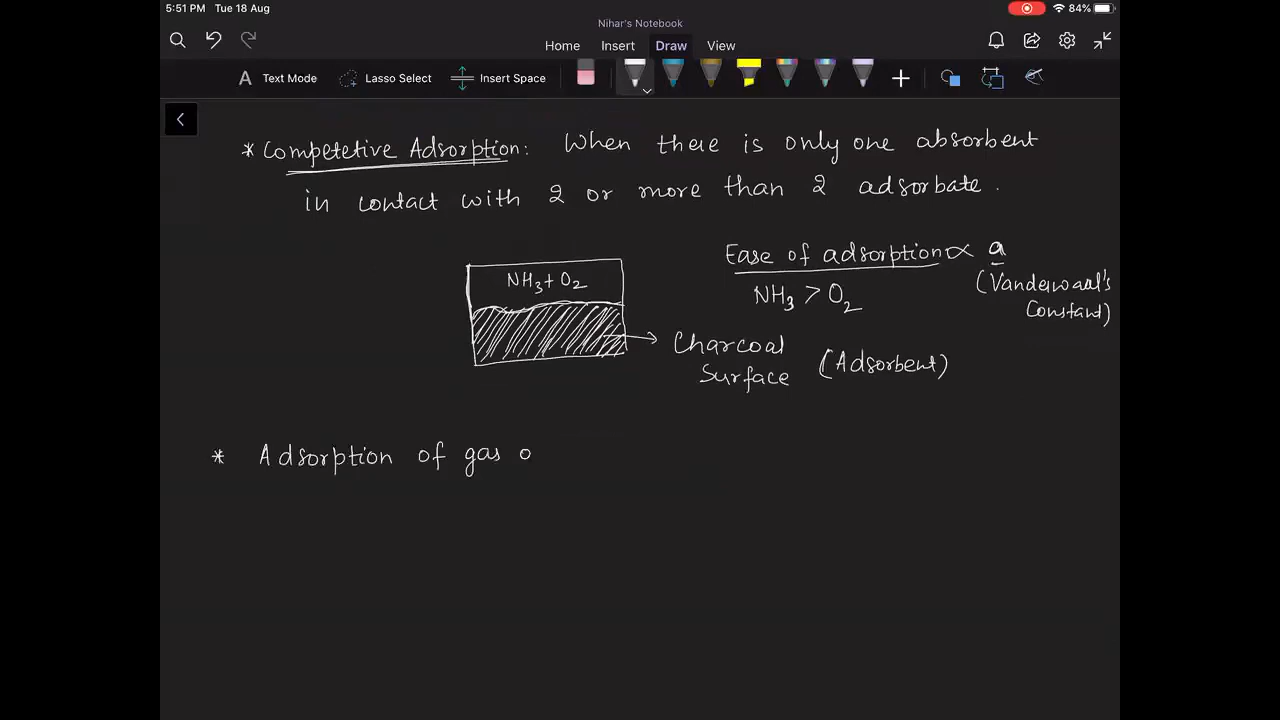 5:51 PM Tue 18 Aug
84%
Nihar's Notebook
Home Insert Draw View
Text Mode Lasso Select Insert Space
* Competetive Adsorption: When there is only one absorbent
in contact with 2 or more than 2 adsorbate.
NH3 + O2
Ease of adsorption ∝ a
(Vanderwaal's
Constant)
NH3 > O2
Charcoal
Surface (Adsorbent)
* Adsorption of gas o